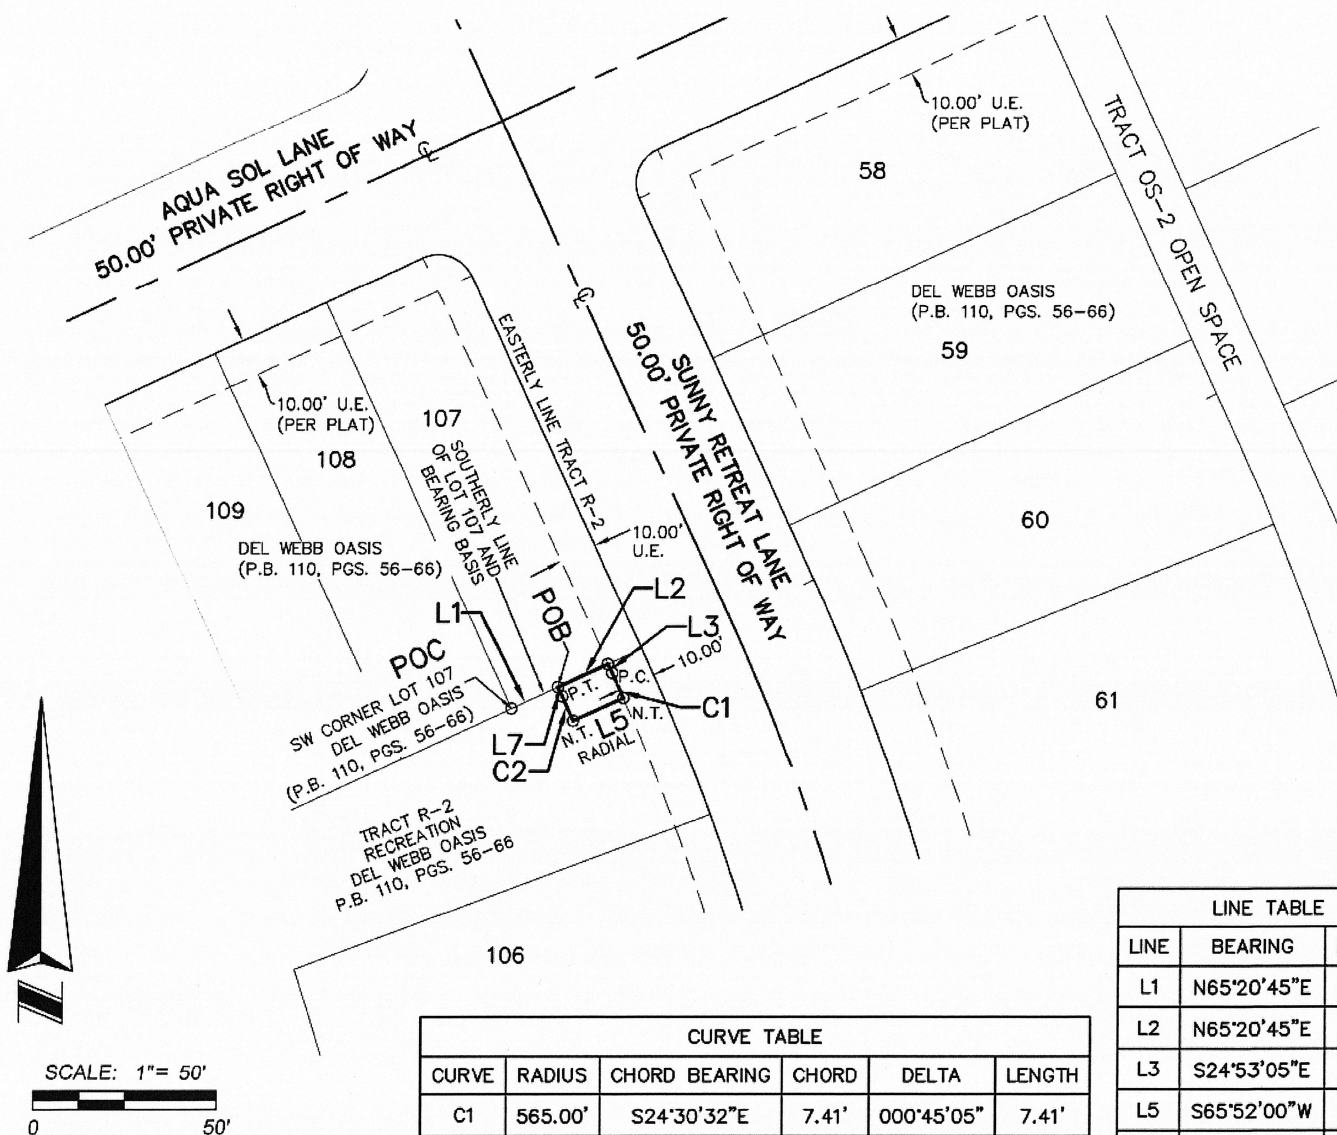 AQUA SOL LANE
50.00' PRIVATE RIGHT OF WAY
℄
10.00' U.E.
(PER PLAT)
58
TRACT OS-2 OPEN SPACE
DEL WEBB OASIS
(P.B. 110, PGS. 56-66)
59
℄
SUNNY RETREAT LANE
50.00' PRIVATE RIGHT OF WAY
EASTERLY LINE TRACT R-2
10.00' U.E.
(PER PLAT)
107
108
109
SOUTHERLY LINE
OF LOT 107 AND
BEARING BASIS
DEL WEBB OASIS
(P.B. 110, PGS. 56-66)
10.00'
U.E.
60
61
L1
POB
L2
L3
10.00'
P.C.
P.T.
C1
N.T.
L5
N.T.
RADIAL
L7
C2
POC
SW CORNER LOT 107
DEL WEBB OASIS
(P.B. 110, PGS. 56-66)
TRACT R-2
RECREATION
DEL WEBB OASIS
P.B. 110, PGS. 56-66
106
N
SCALE: 1"= 50'
0 50'
CURVE TABLE
CURVE RADIUS CHORD BEARING CHORD DELTA LENGTH
C1 565.00' S24°30'32"E 7.41' 000°45'05" 7.41'
LINE TABLE
LINE BEARING
L1 N65°20'45"E
L2 N65°20'45"E
L3 S24°53'05"E
L5 S65°52'00"W